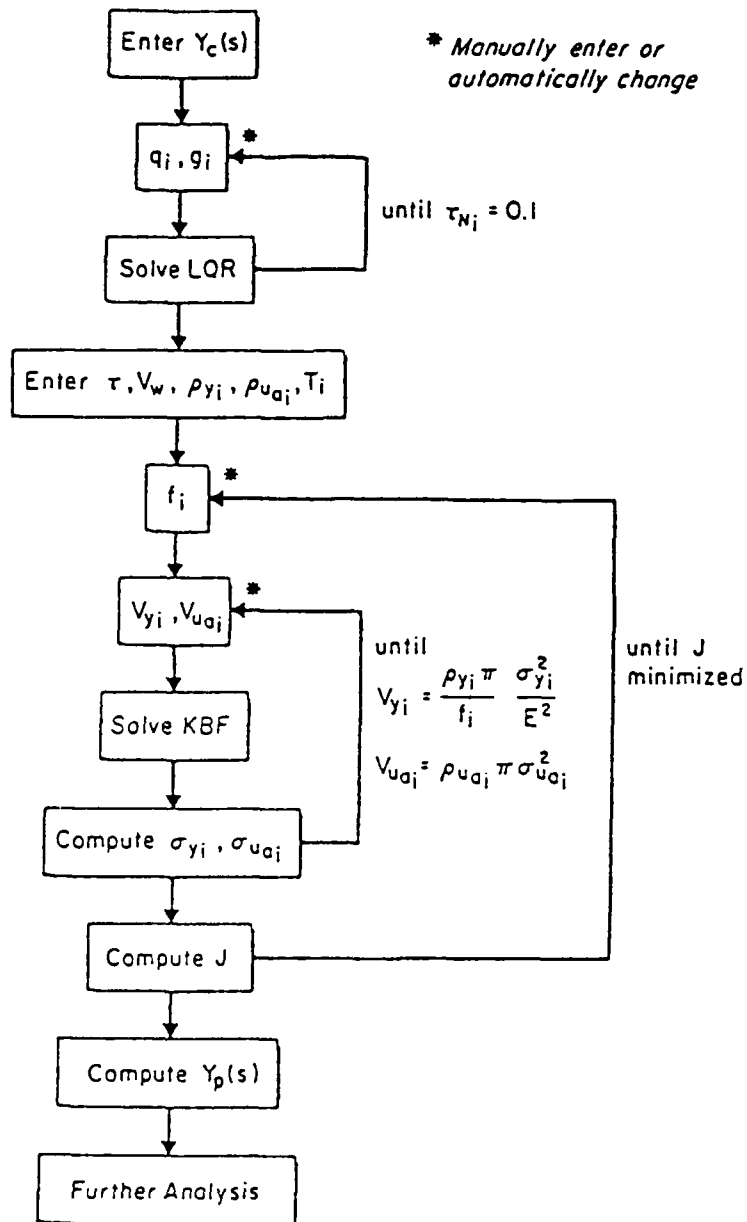 Enter Y_c(s)
* Manually enter or
automatically change
*
q_i, g_i
until τ_N_i = 0.1
Solve LQR
Enter τ, V_w, ρ_y_i, ρ_u_a_i, T_i
*
f_i
*
V_y_i, V_u_a_i
until
V_y_i = ρ_y_i π / f_i σ²_y_i / E²
V_u_a_i = ρ_u_a_i π σ²_u_a_i
until J
minimized
Solve KBF
Compute σ_y_i, σ_u_a_i
Compute J
Compute Y_p(s)
Further Analysis